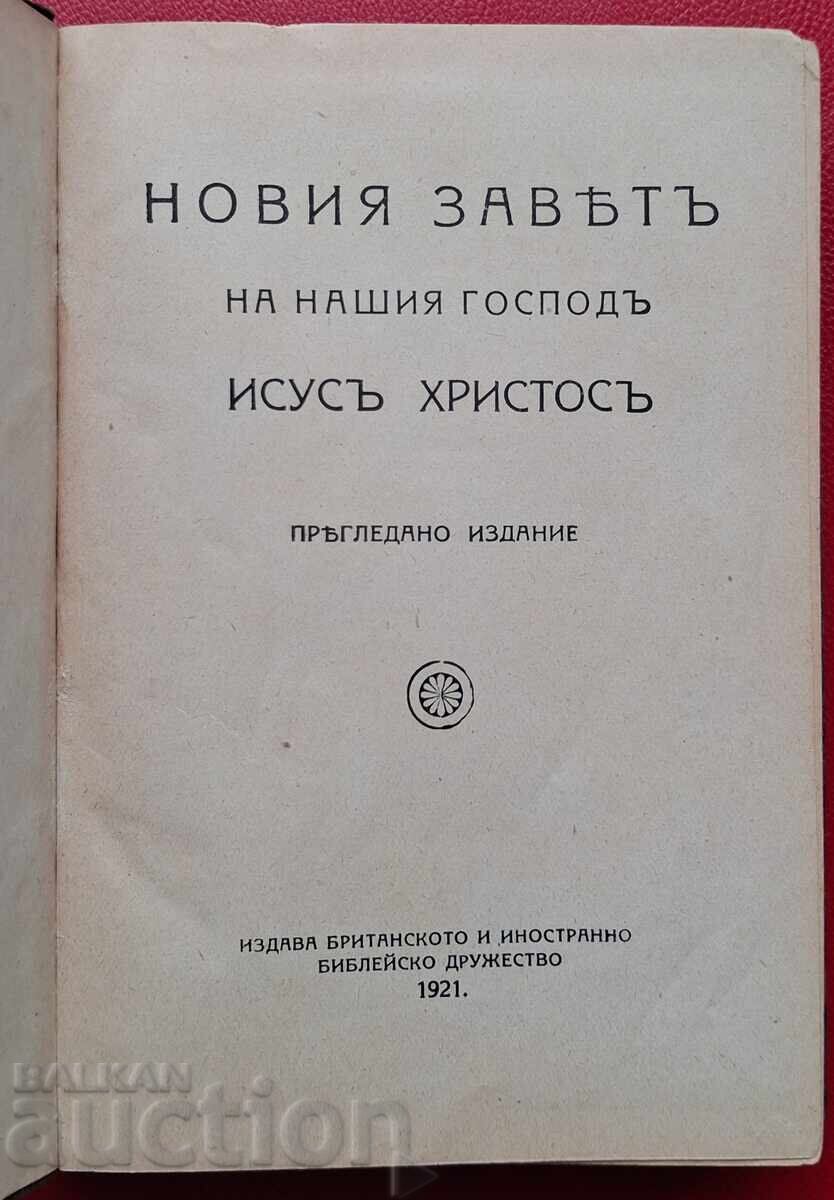 НОВИЯ ЗАВѢТЪ
НА НАШИЯ ГОСПОДЪ
ИСУСЪ ХРИСТОСЪ
ПРѢГЛЕДАНО ИЗДАНИЕ
ИЗДАВА БРИТАНСКОТО И ИНОСТРАННО
БИБЛЕЙСКО ДРУЖЕСТВО
1921.
BALKAN
auction